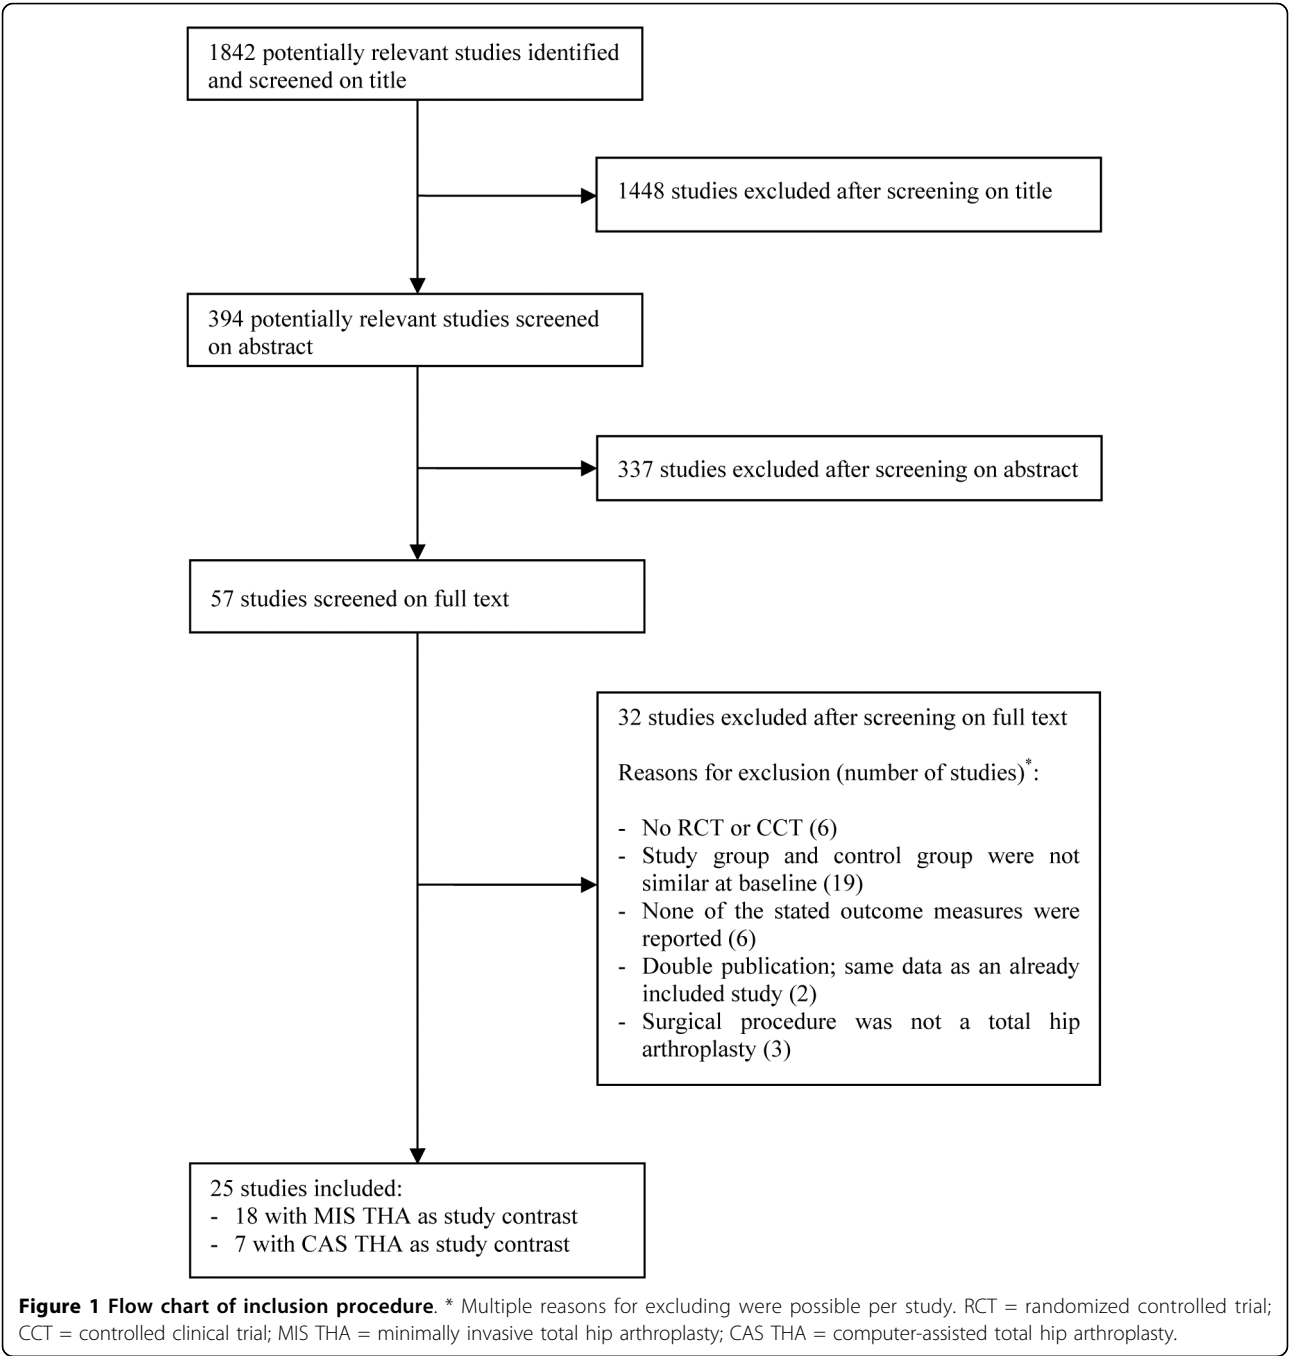 1842 potentially relevant studies identified
and screened on title
1448 studies excluded after screening on title
394 potentially relevant studies screened
on abstract
337 studies excluded after screening on abstract
57 studies screened on full text
32 studies excluded after screening on full text
Reasons for exclusion (number of studies)*:
- No RCT or CCT (6)
- Study group and control group were not
similar at baseline (19)
- None of the stated outcome measures were
reported (6)
- Double publication; same data as an already
included study (2)
- Surgical procedure was not a total hip
arthroplasty (3)
25 studies included:
- 18 with MIS THA as study contrast
- 7 with CAS THA as study contrast
Figure 1 Flow chart of inclusion procedure. * Multiple reasons for excluding were possible per study. RCT = randomized controlled trial;
CCT = controlled clinical trial; MIS THA = minimally invasive total hip arthroplasty; CAS THA = computer-assisted total hip arthroplasty.